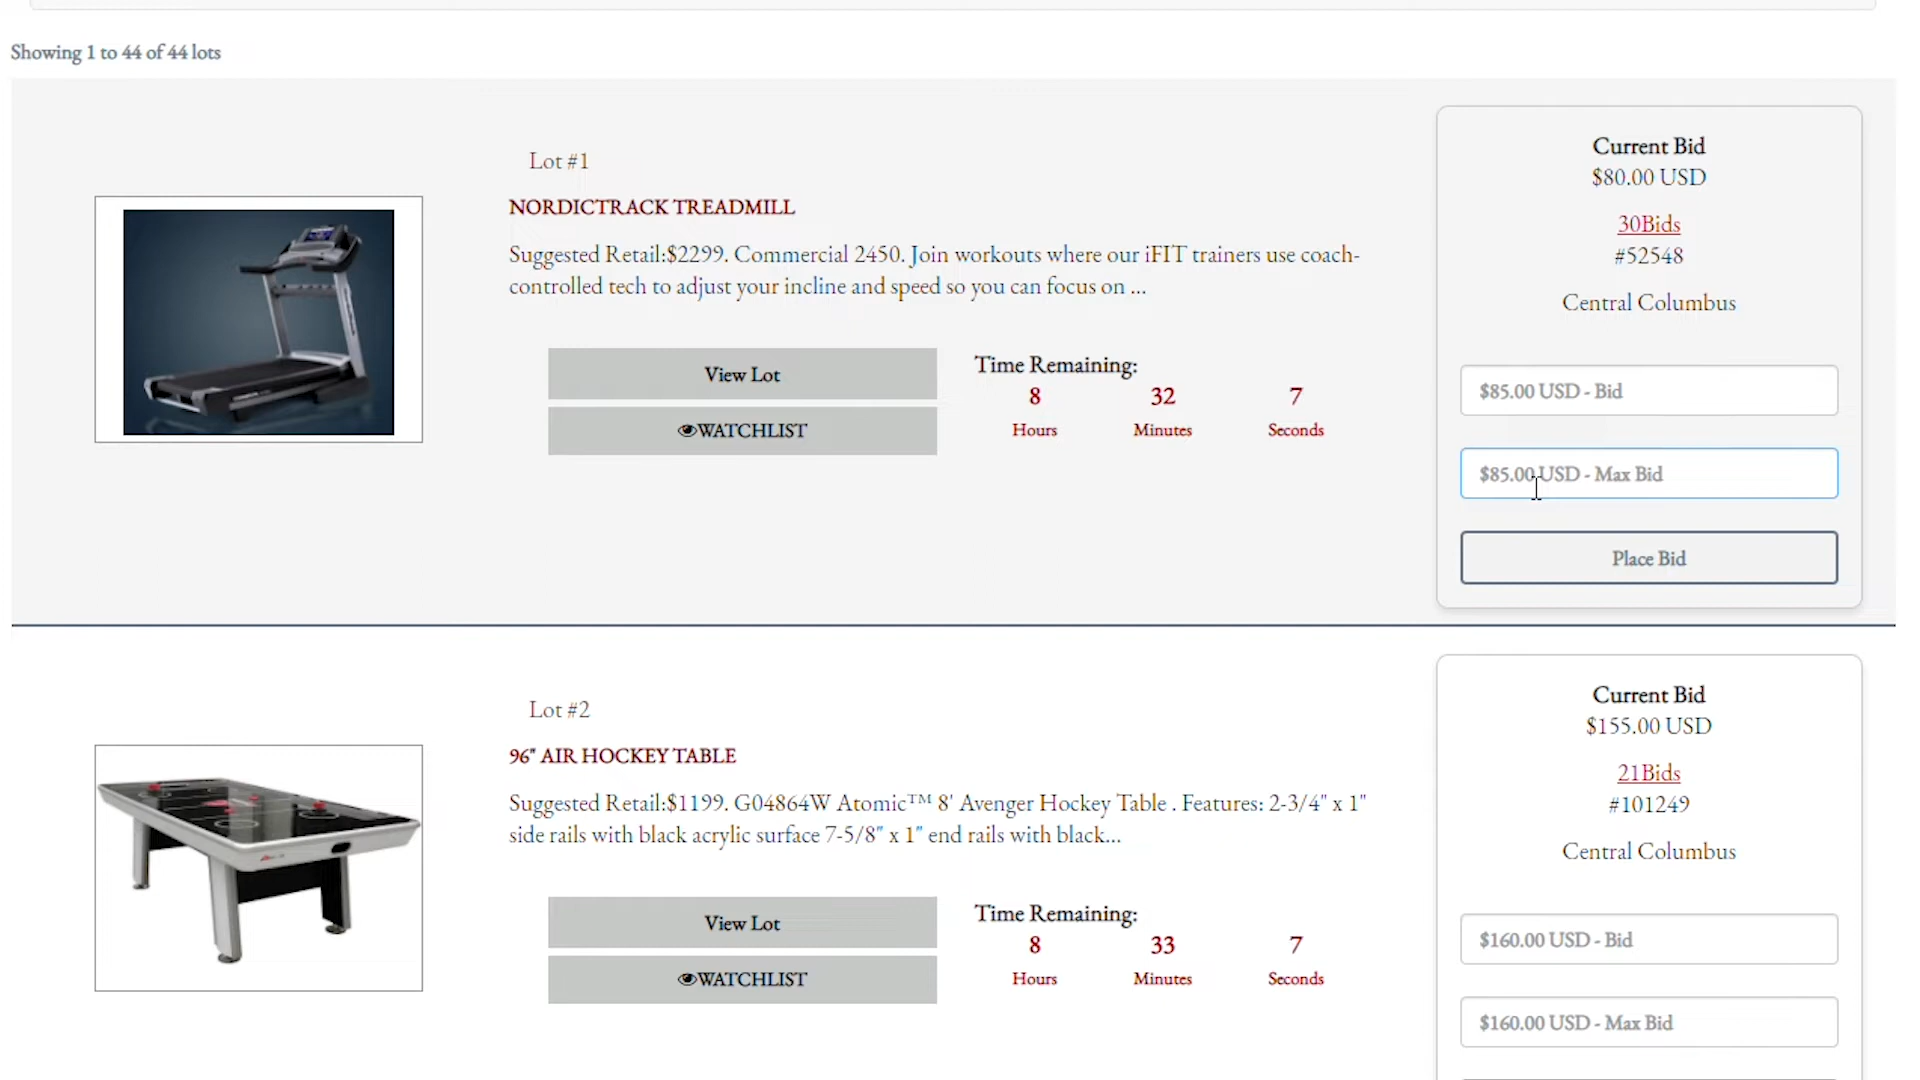 Showing 1 to 44 of 44 lots
Lot #1
NORDICTRACK TREADMILL
Suggested Retail:$2299. Commercial 2450. Join workouts where our iFIT trainers use coach-
controlled tech to adjust your incline and speed so you can focus on ...
View Lot
WATCHLIST
Time Remaining:
8 32 7
Hours Minutes Seconds
Current Bid
$80.00 USD
30Bids
#52548
Central Columbus
$85.00 USD - Bid
$85.00 USD - Max Bid
Place Bid
Lot #2
96" AIR HOCKEY TABLE
Suggested Retail:$1199. G04864W Atomic™ 8' Avenger Hockey Table . Features: 2-3/4" x 1"
side rails with black acrylic surface 7-5/8" x 1" end rails with black...
View Lot
WATCHLIST
Time Remaining:
8 33 7
Hours Minutes Seconds
Current Bid
$155.00 USD
21Bids
#101249
Central Columbus
$160.00 USD - Bid
$160.00 USD - Max Bid